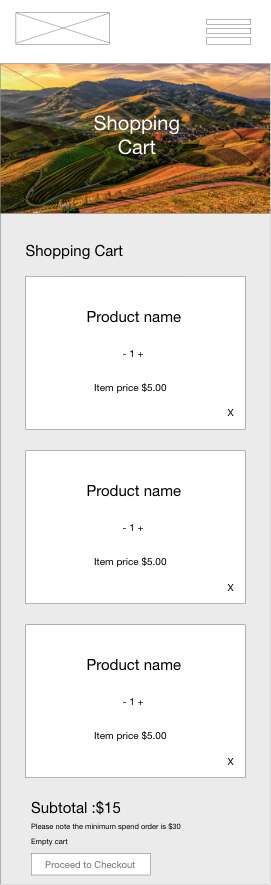 Shopping
Cart
Shopping Cart
Product name
- 1 +
Item price $5.00
X
Product name
- 1 +
Item price $5.00
X
Product name
- 1 +
Item price $5.00
X
Subtotal :$15
Please note the minimum spend order is $30
Empty cart
Proceed to Checkout